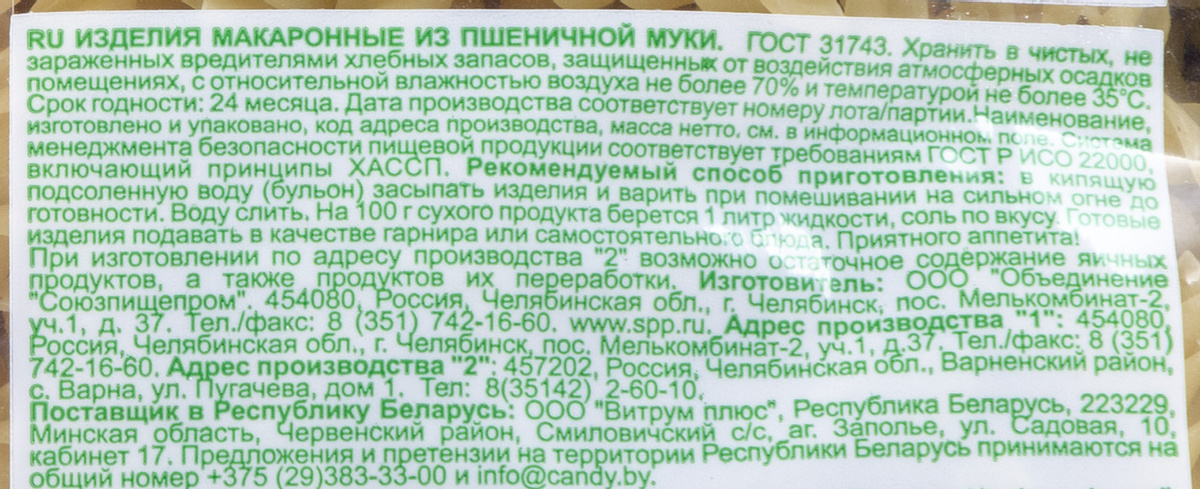 RU ИЗДЕЛИЯ МАКАРОННЫЕ ИЗ ПШЕНИЧНОЙ МУКИ. ГОСТ 31743. Хранить в чистых, не
зараженных вредителями хлебных запасов, защищенных от воздействия атмосферных осадков
помещениях, с относительной влажностью воздуха не более 70% и температурой не более 35°С.
Срок годности: 24 месяца. Дата производства соответствует номеру лота/партии.Наименование,
изготовлено и упаковано, код адреса производства, масса нетто. см. в информационном поле. Система
менеджмента безопасности пищевой продукции соответствует требованиям ГОСТ Р ИСО 22000,
включающий принципы ХАССП. Рекомендуемый способ приготовления: в кипящую
подсоленную воду (бульон) засыпать изделия и варить при помешивании на сильном огне до
готовности. Воду слить. На 100 г сухого продукта берется 1 литр жидкости, соль по вкусу. Готовые
изделия подавать в качестве гарнира или самостоятельного блюда. Приятного аппетита!
При изготовлении по адресу производства "2" возможно остаточное содержание яичных
продуктов, а также продуктов их переработки. Изготовитель: ООО "Объединение
"Союзпищепром". 454080, Россия, Челябинская обл., г. Челябинск, пос. Мелькомбинат-2,
уч.1, д. 37. Тел./факс: 8 (351) 742-16-60. www.spp.ru. Адрес производства "1": 454080,
Россия, Челябинская обл., г. Челябинск, пос. Мелькомбинат-2, уч.1, д.37. Тел./факс: 8 (351)
742-16-60. Адрес производства "2": 457202, Россия, Челябинская обл., Варненский район,
с. Варна, ул. Пугачева, дом 1. Тел: 8(35142) 2-60-10.
Поставщик в Республику Беларусь: ООО "Витрум плюс", Республика Беларусь, 223229,
Минская область, Червенский район, Смиловичский с/с, аг. Заполье, ул. Садовая, 10,
кабинет 17. Предложения и претензии на территории Республики Беларусь принимаются на
общий номер +375 (29)383-33-00 и info@candy.by.